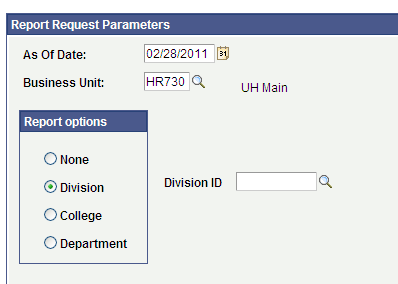 Report Request Parameters
As Of Date: 02/28/2011 31
Business Unit: HR730 UH Main
Report options
None
Division
Division ID
College
Department